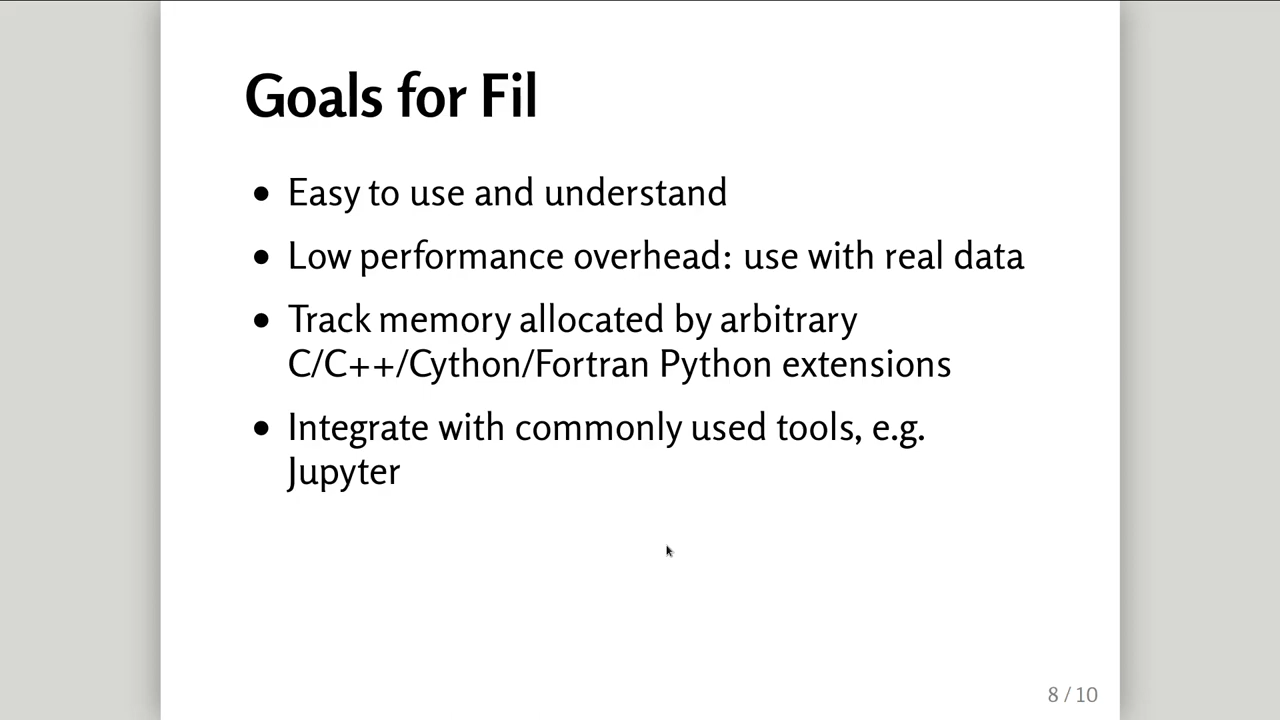 Goals for Fil
• Easy to use and understand
• Low performance overhead: use with real data
• Track memory allocated by arbitrary
C/C++/Cython/Fortran Python extensions
• Integrate with commonly used tools, e.g.
Jupyter
8 / 10